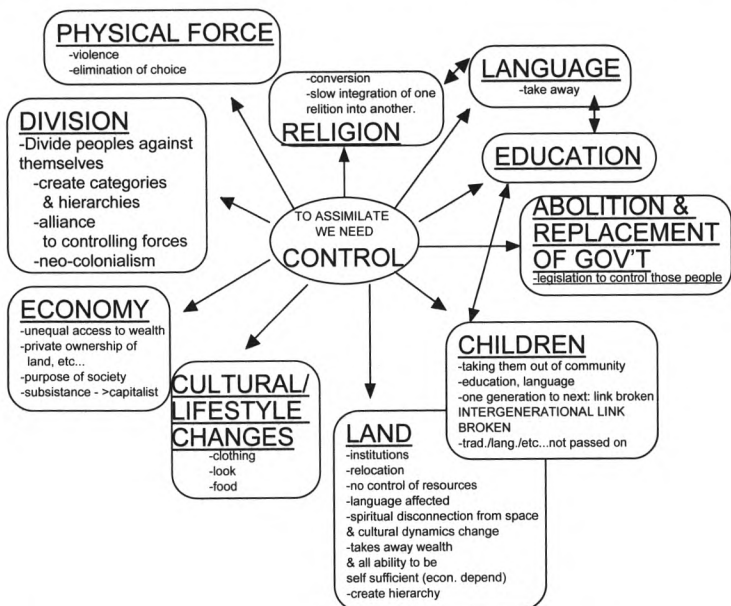 PHYSICAL FORCE
-violence
-elimination of choice
-conversion
-slow integration of one
relition into another.
RELIGION
LANGUAGE
-take away
DIVISION
-Divide peoples against
themselves
-create categories
& hierarchies
-alliance
to controlling forces
-neo-colonialism
EDUCATION
TO ASSIMILATE
WE NEED
CONTROL
ABOLITION &
REPLACEMENT
OF GOV'T
-legislation to control those people
ECONOMY
-unequal access to wealth
-private ownership of
land, etc...
-purpose of society
-subsistance - >capitalist
CULTURAL/
LIFESTYLE
CHANGES
-clothing
-look
-food
CHILDREN
-taking them out of community
-education, language
-one generation to next: link broken
INTERGENERATIONAL LINK
BROKEN
-trad./lang./etc...not passed on
LAND
-institutions
-relocation
-no control of resources
-language affected
-spiritual disconnection from space
& cultural dynamics change
-takes away wealth
& all ability to be
self sufficient (econ. depend)
-create hierarchy